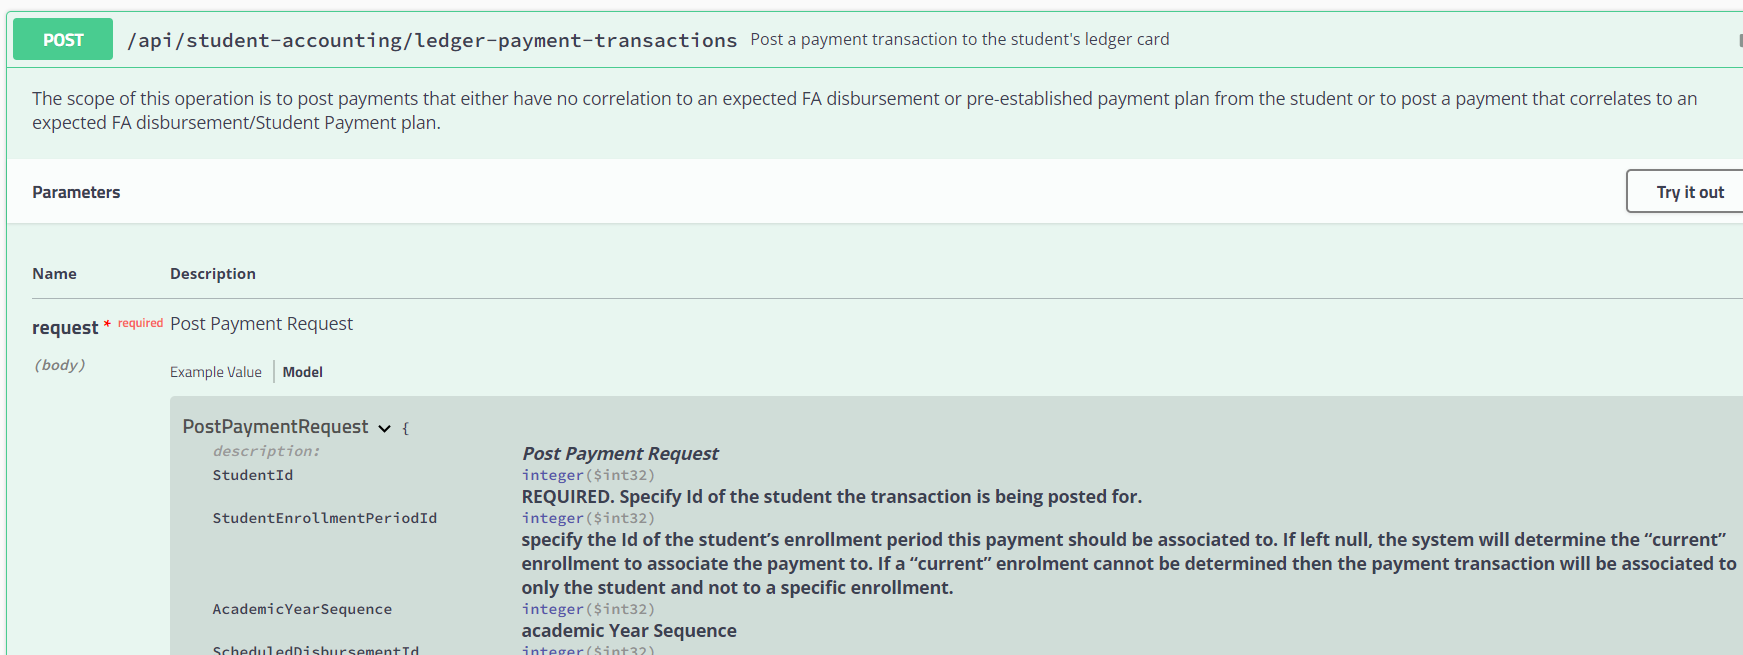 POST /api/student-accounting/ledger-payment-transactions Post a payment transaction to the student's ledger card
The scope of this operation is to post payments that either have no correlation to an expected FA disbursement or pre-established payment plan from the student or to post a payment that correlates to an
expected FA disbursement/Student Payment plan.
Parameters Try it out
Name Description
request * required Post Payment Request
(body)
Example Value Model
PostPaymentRequest {
description: Post Payment Request
StudentId integer($int32)
REQUIRED. Specify Id of the student the transaction is being posted for.
StudentEnrollmentPeriodId integer($int32)
specify the Id of the student’s enrollment period this payment should be associated to. If left null, the system will determine the “current”
enrollment to associate the payment to. If a “current” enrolment cannot be determined then the payment transaction will be associated to
only the student and not to a specific enrollment.
AcademicYearSequence integer($int32)
academic Year Sequence
ScheduledDisbursementId integer($int32)